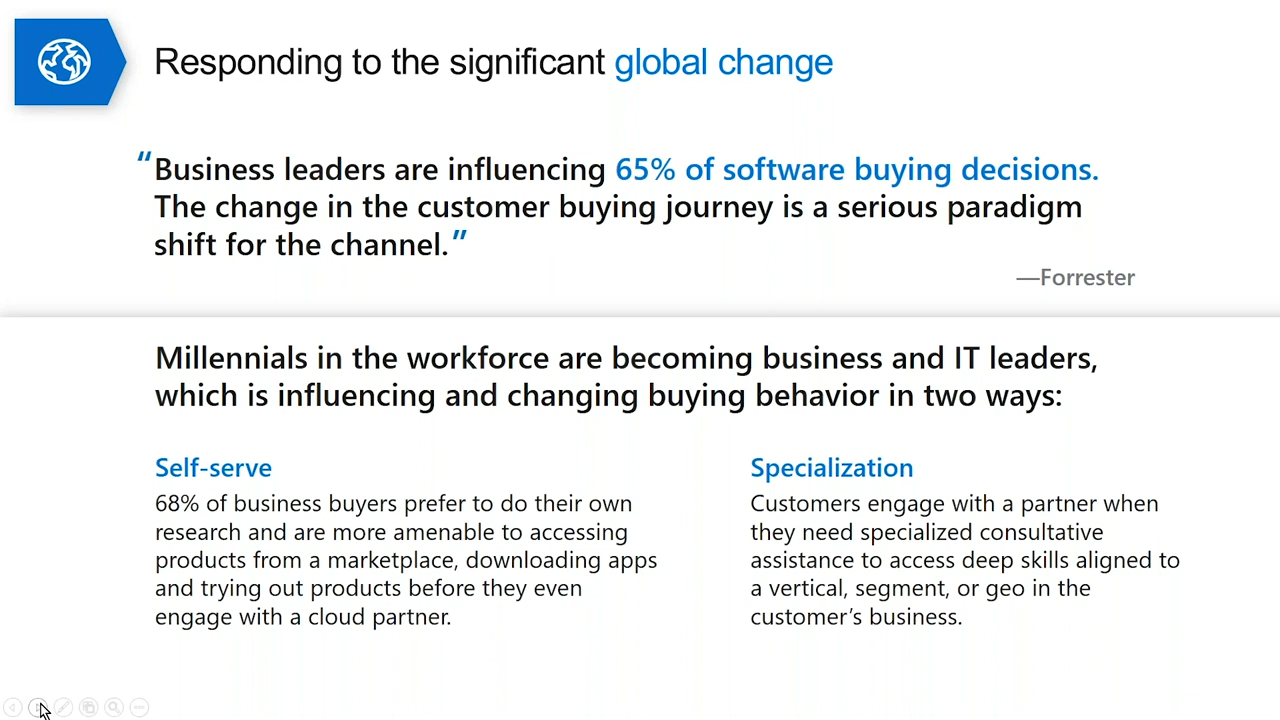 Responding to the significant global change
“Business leaders are influencing 65% of software buying decisions.
The change in the customer buying journey is a serious paradigm
shift for the channel.”
—Forrester
Millennials in the workforce are becoming business and IT leaders,
which is influencing and changing buying behavior in two ways:
Self-serve
68% of business buyers prefer to do their own
research and are more amenable to accessing
products from a marketplace, downloading apps
and trying out products before they even
engage with a cloud partner.
Specialization
Customers engage with a partner when
they need specialized consultative
assistance to access deep skills aligned to
a vertical, segment, or geo in the
customer’s business.